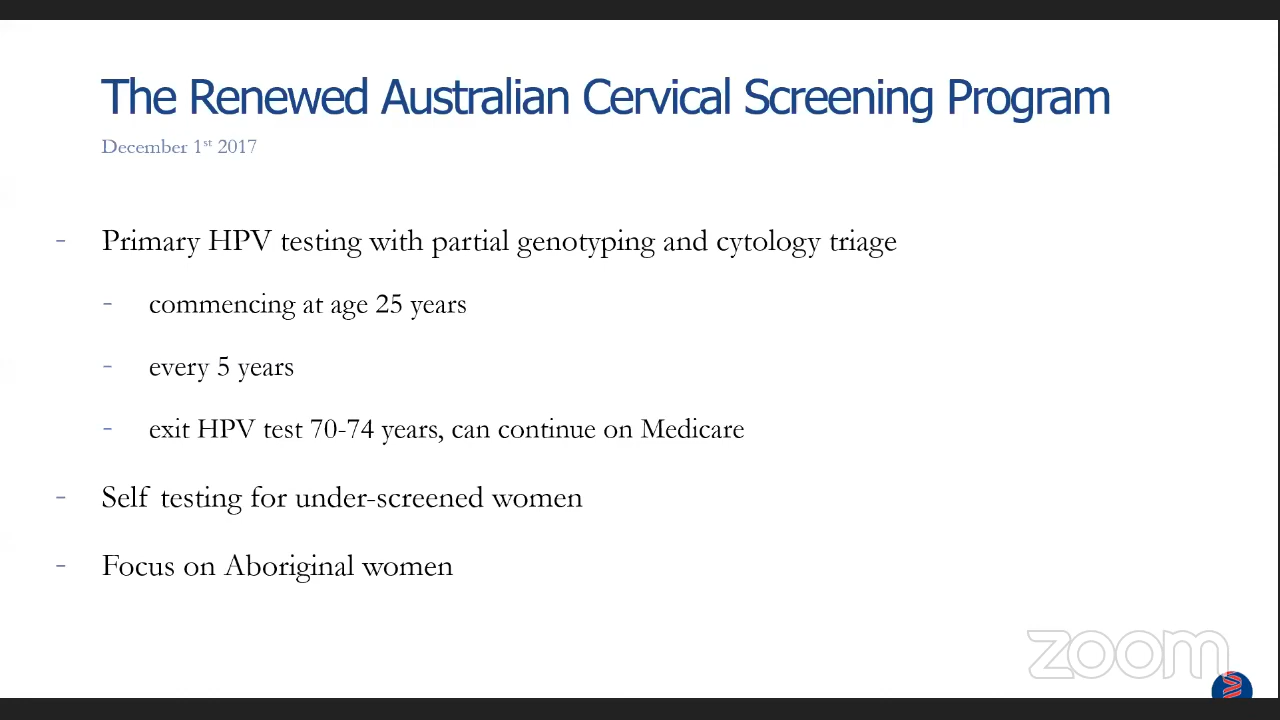 The Renewed Australian Cervical Screening Program
December 1st 2017
- Primary HPV testing with partial genotyping and cytology triage
- commencing at age 25 years
- every 5 years
- exit HPV test 70-74 years, can continue on Medicare
- Self testing for under-screened women
- Focus on Aboriginal women
zoom